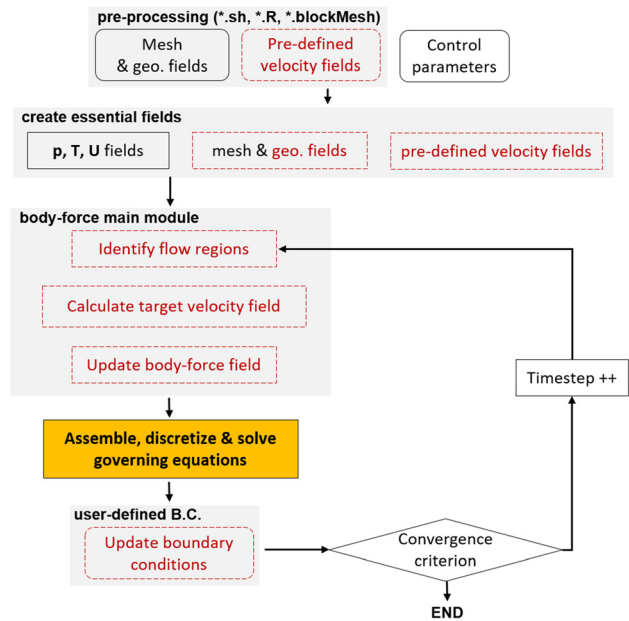 pre-processing (*.sh, *.R, *.blockMesh)
Mesh
& geo. fields
Pre-defined
velocity fields
Control
parameters
create essential fields
p, T, U fields
mesh & geo. fields
pre-defined velocity fields
body-force main module
Identify flow regions
Calculate target velocity field
Update body-force field
Timestep ++
Assemble, discretize & solve
governing equations
user-defined B.C.
Update boundary
conditions
Convergence
criterion
END